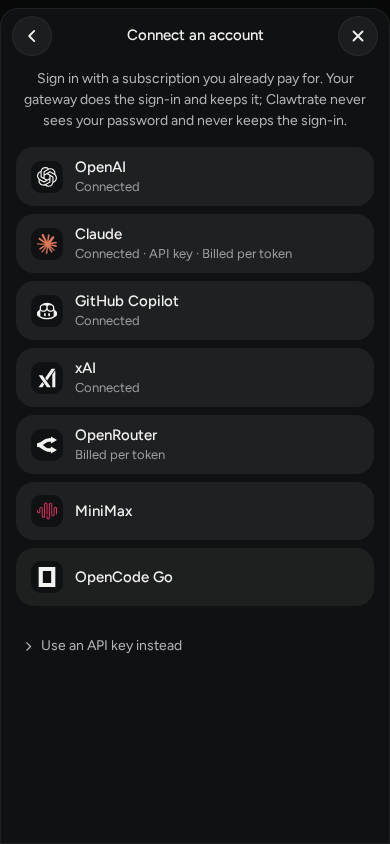 Connect an account
Sign in with a subscription you already pay for. Your
gateway does the sign-in and keeps it; Clawtrate never
sees your password and never keeps the sign-in.
OpenAI
Connected
Claude
Connected · API key · Billed per token
GitHub Copilot
Connected
xAI
Connected
OpenRouter
Billed per token
MiniMax
OpenCode Go
Use an API key instead